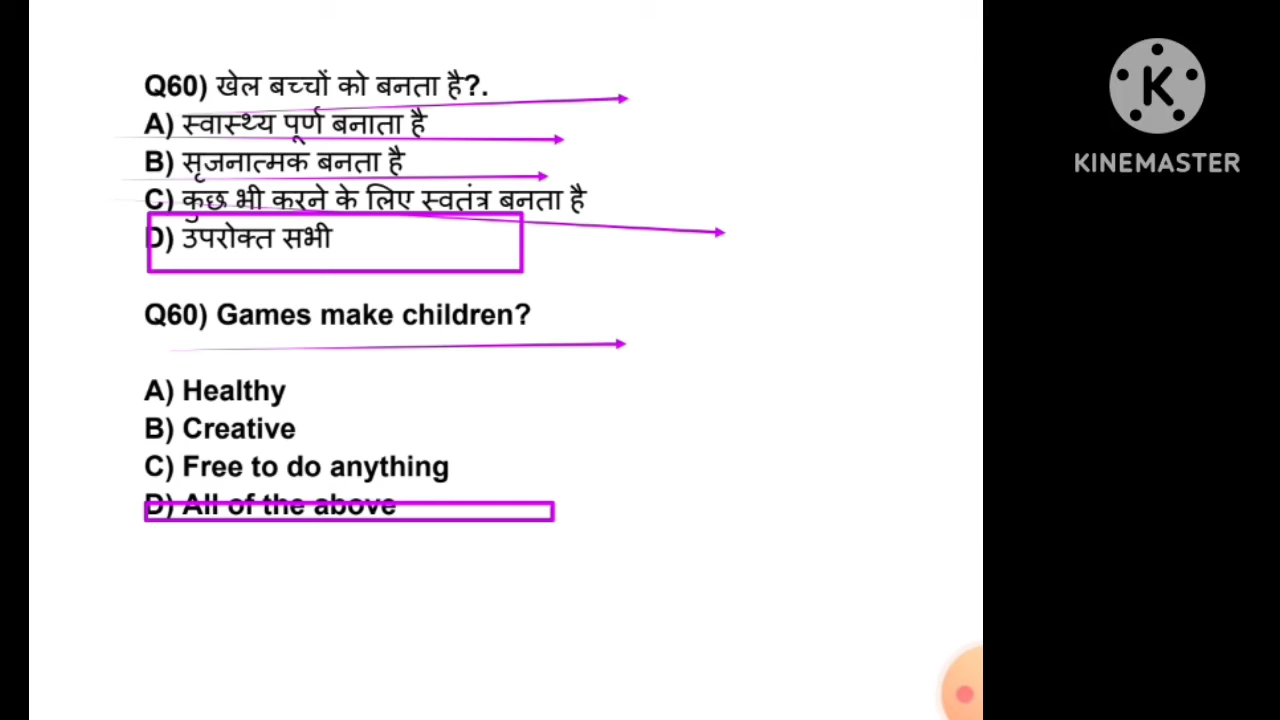 Q60) खेल बच्चों को बनता है?.
A) स्वास्थ्य पूर्ण बनाता है
B) सृजनात्मक बनता है
C) कुछ भी करने के लिए स्वतंत्र बनता है
D) उपरोक्त सभी
Q60) Games make children?
A) Healthy
B) Creative
C) Free to do anything
D) All of the above
K
KINEMASTER